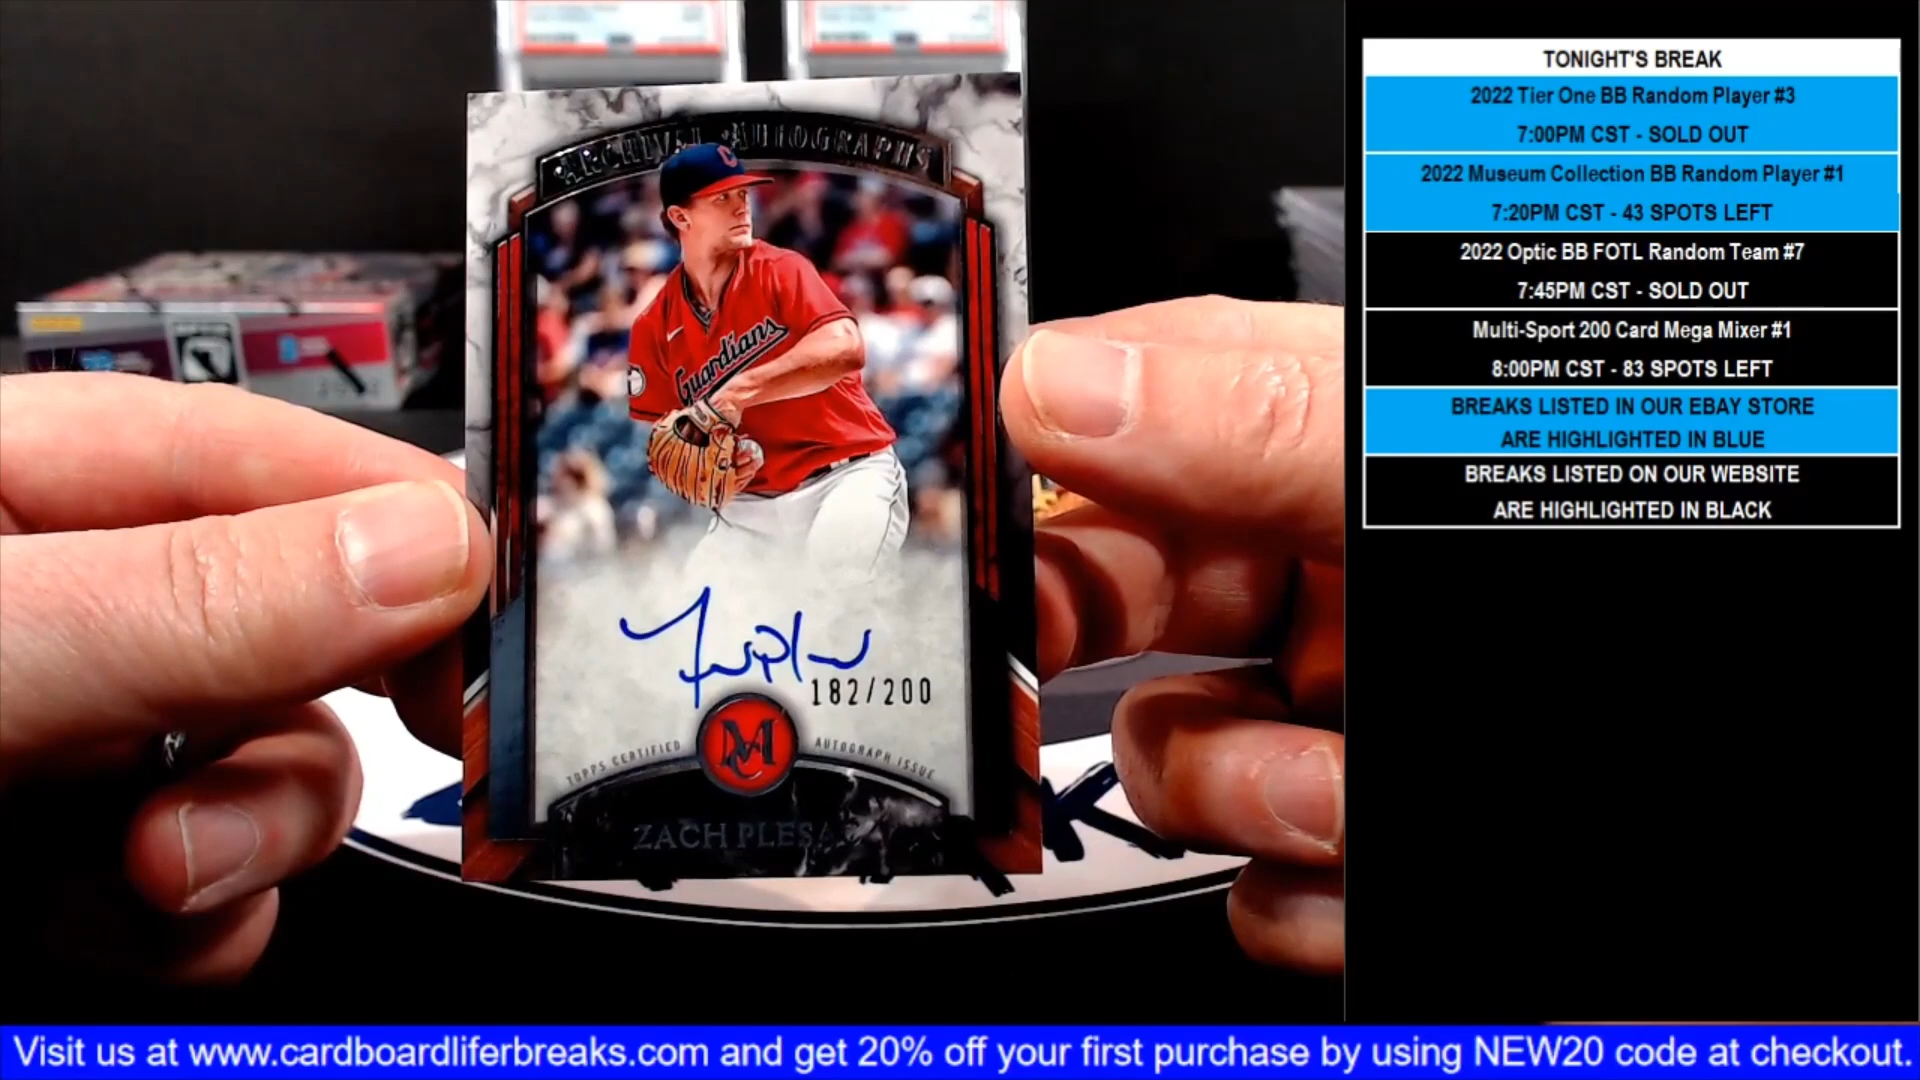 ARCHIVAL AUTOGRAPHS
C
Guardians
182/200
MC
TOPPS CERTIFIED AUTOGRAPH ISSUE
ZACH PLESAC
TONIGHT'S BREAK
2022 Tier One BB Random Player #3
7:00PM CST - SOLD OUT
2022 Museum Collection BB Random Player #1
7:20PM CST - 43 SPOTS LEFT
2022 Optic BB FOTL Random Team #7
7:45PM CST - SOLD OUT
Multi-Sport 200 Card Mega Mixer #1
8:00PM CST - 83 SPOTS LEFT
BREAKS LISTED IN OUR EBAY STORE
ARE HIGHLIGHTED IN BLUE
BREAKS LISTED ON OUR WEBSITE
ARE HIGHLIGHTED IN BLACK
Visit us at www.cardboardliferbreaks.com and get 20% off your first purchase by using NEW20 code at checkout.